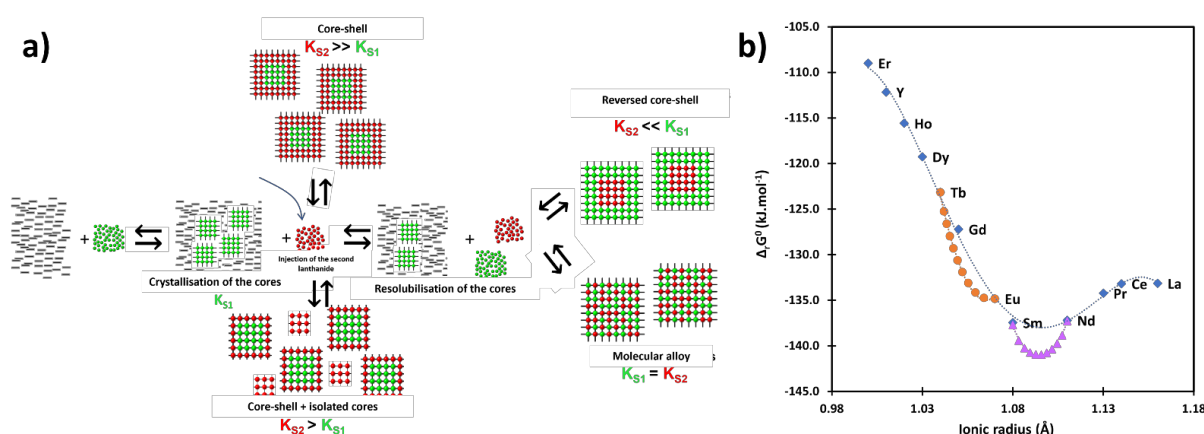 a)
Core-shell
KS2 >> KS1
Reversed core-shell
KS2 << KS1
+
+
Injection of the second
lanthanide
+
Crystallisation of the cores
KS1
Resolubilisation of the cores
Molecular alloy
s
KS1 = KS2
Core-shell + isolated cores
KS2 > KS1
b)
-105.0
-110.0
-115.0
-120.0
-125.0
-130.0
-135.0
-140.0
-145.0
ΔrG⁰ (kJ.mol⁻¹)
Er
Y
Ho
Dy
Tb
Gd
Eu
Sm
Nd
Pr
Ce
La
0.98
1.03
1.08
1.13
1.18
Ionic radius (Å)